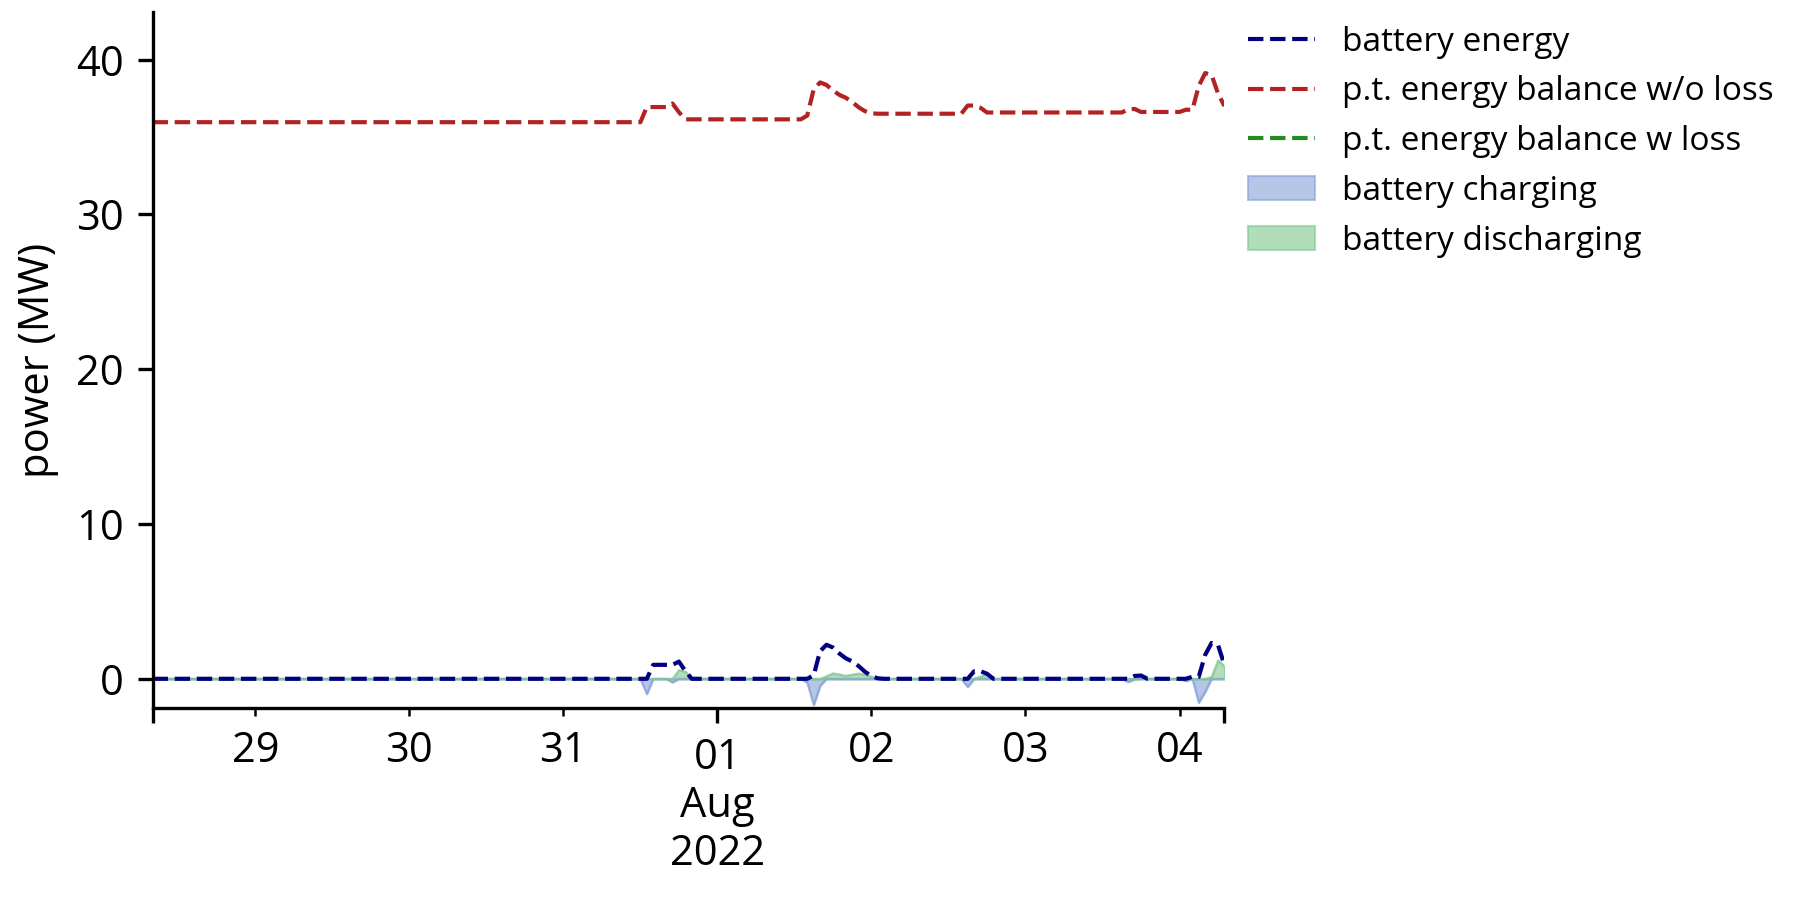 40
30
20
10
0
power (MW)
29
30
31
01
02
03
04
Aug
2022
battery energy
p.t. energy balance w/o loss
p.t. energy balance w loss
battery charging
battery discharging